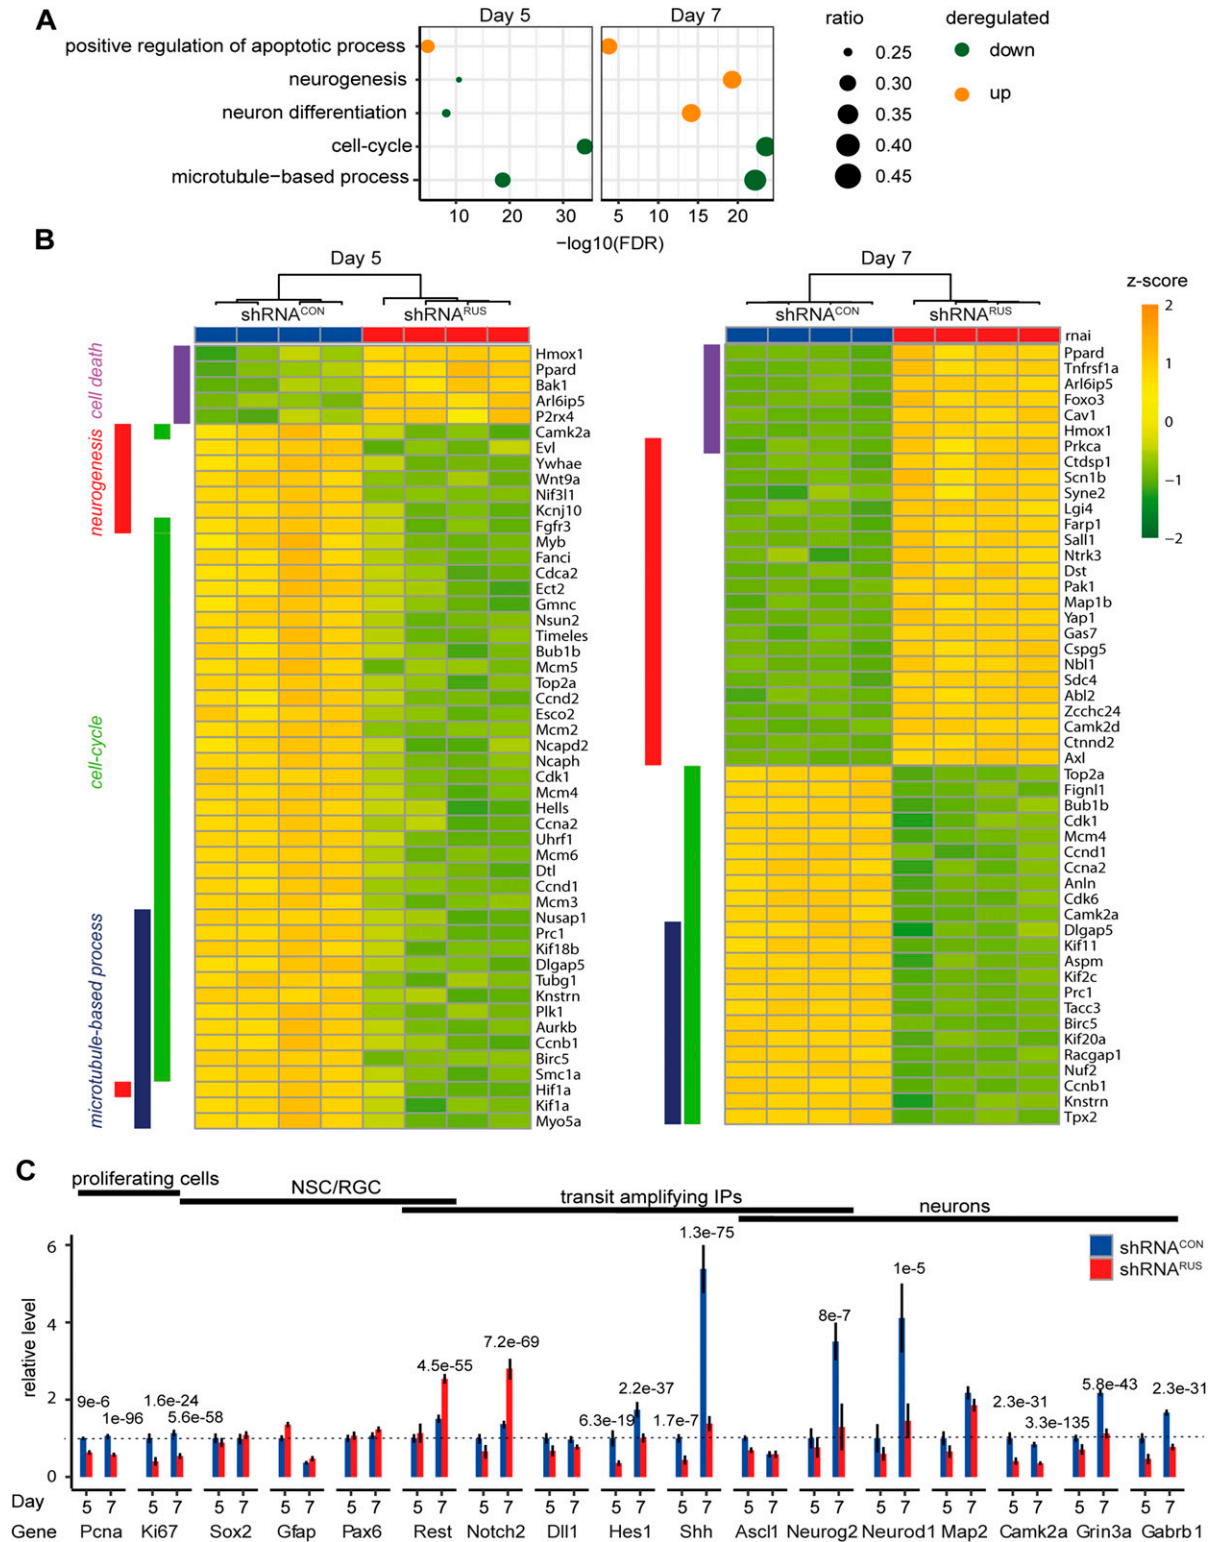 A
Day 5
Day 7
ratio
deregulated
positive regulation of apoptotic process
neurogenesis
neuron differentiation
cell-cycle
microtubule-based process
0.25
0.30
0.35
0.40
0.45
down
up
10 20 30
5 10 15 20
−log10(FDR)
B
Day 5
Day 7
z-score
shRNACON
shRNARUS
shRNACON
shRNARUS
rnai
2
1
0
−1
−2
cell death
neurogenesis
cell-cycle
microtubule-based process
Hmox1
Ppard
Bak1
Arl6ip5
P2rx4
Camk2a
Evl
Ywhae
Wnt9a
Nif3l1
Kcnj10
Fgfr3
Myb
Fanci
Cdca2
Ect2
Gmnc
Nsun2
Timeles
Bub1b
Mcm5
Top2a
Ccnd2
Esco2
Mcm2
Ncapd2
Ncaph
Cdk1
Mcm4
Hells
Ccna2
Uhrf1
Mcm6
Dtl
Ccnd1
Mcm3
Nusap1
Prc1
Kif18b
Dlgap5
Tubg1
Knstrn
Plk1
Aurkb
Ccnb1
Birc5
Smc1a
Hif1a
Kif1a
Myo5a
Ppard
Tnfrsf1a
Arl6ip5
Foxo3
Cav1
Hmox1
Prkca
Ctdsp1
Scn1b
Syne2
Lgi4
Farp1
Sall1
Ntrk3
Dst
Pak1
Map1b
Yap1
Gas7
Cspg5
Nbl1
Sdc4
Abl2
Zcchc24
Camk2d
Ctnnd2
Axl
Top2a
Fignl1
Bub1b
Cdk1
Mcm4
Ccnd1
Ccna2
Anln
Cdk6
Camk2a
Dlgap5
Kif11
Aspm
Kif2c
Prc1
Tacc3
Birc5
Kif20a
Racgap1
Nuf2
Ccnb1
Knstrn
Tpx2
C
proliferating cells
NSC/RGC
transit amplifying IPs
neurons
shRNACON
shRNARUS
relative level
6
4
2
0
9e-6
1e-96
1.6e-24
5.6e-58
4.5e-55
7.2e-69
6.3e-19
2.2e-37
1.7e-7
1.3e-75
8e-7
1e-5
2.3e-31
3.3e-135
5.8e-43
2.3e-31
Day 5 7 5 7 5 7 5 7 5 7 5 7 5 7 5 7 5 7 5 7 5 7 5 7 5 7 5 7 5 7 5 7 5 7
Gene Pcna Ki67 Sox2 Gfap Pax6 Rest Notch2 Dll1 Hes1 Shh Ascl1 Neurog2 Neurod1 Map2 Camk2a Grin3a Gabrb1